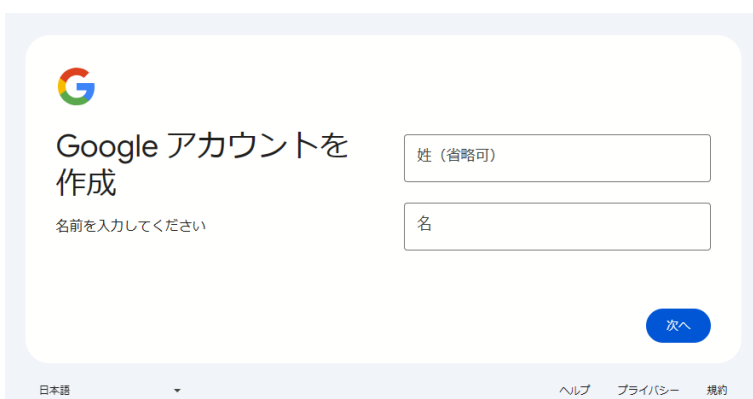 Google アカウントを
作成
名前を入力してください
姓（省略可）
名
次へ
日本語
ヘルプ プライバシー 規約